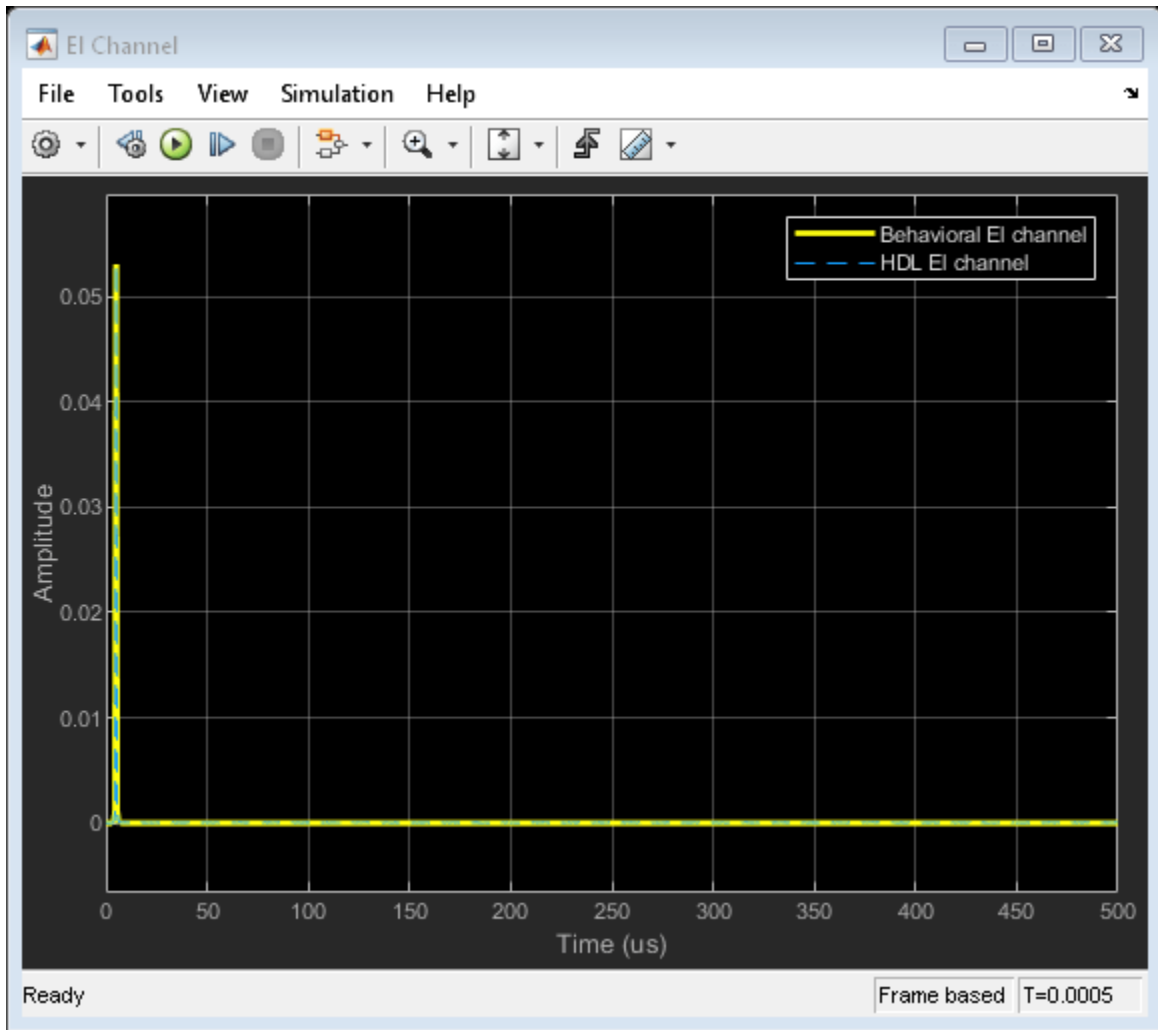 El Channel
File Tools View Simulation Help
Behavioral El channel
HDL El channel
0.05
0.04
0.03
0.02
0.01
0
Amplitude
0 50 100 150 200 250 300 350 400 450 500
Time (us)
Ready Frame based T=0.0005